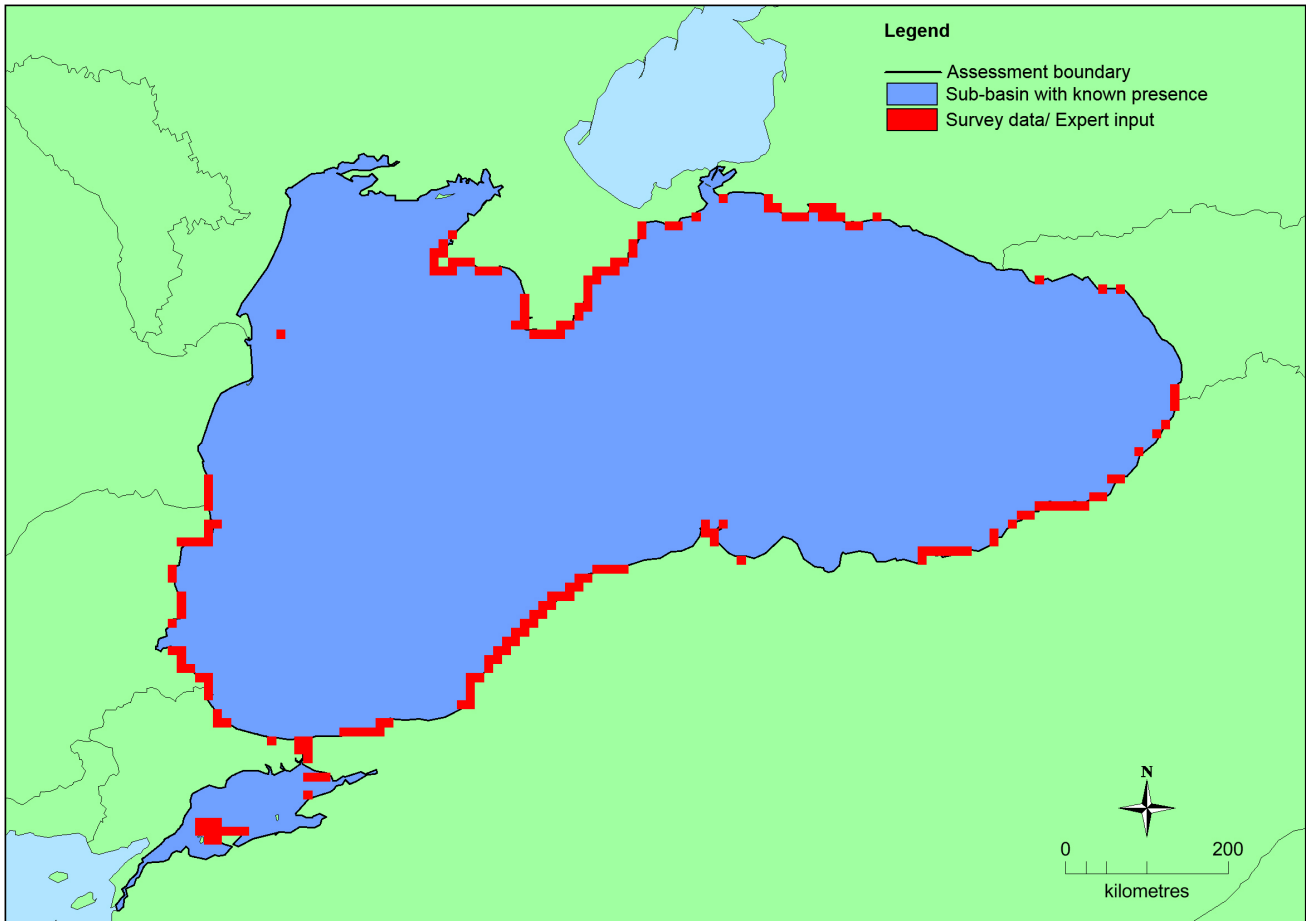 Legend
Assessment boundary
Sub-basin with known presence
Survey data/ Expert input
N
0 200
kilometres